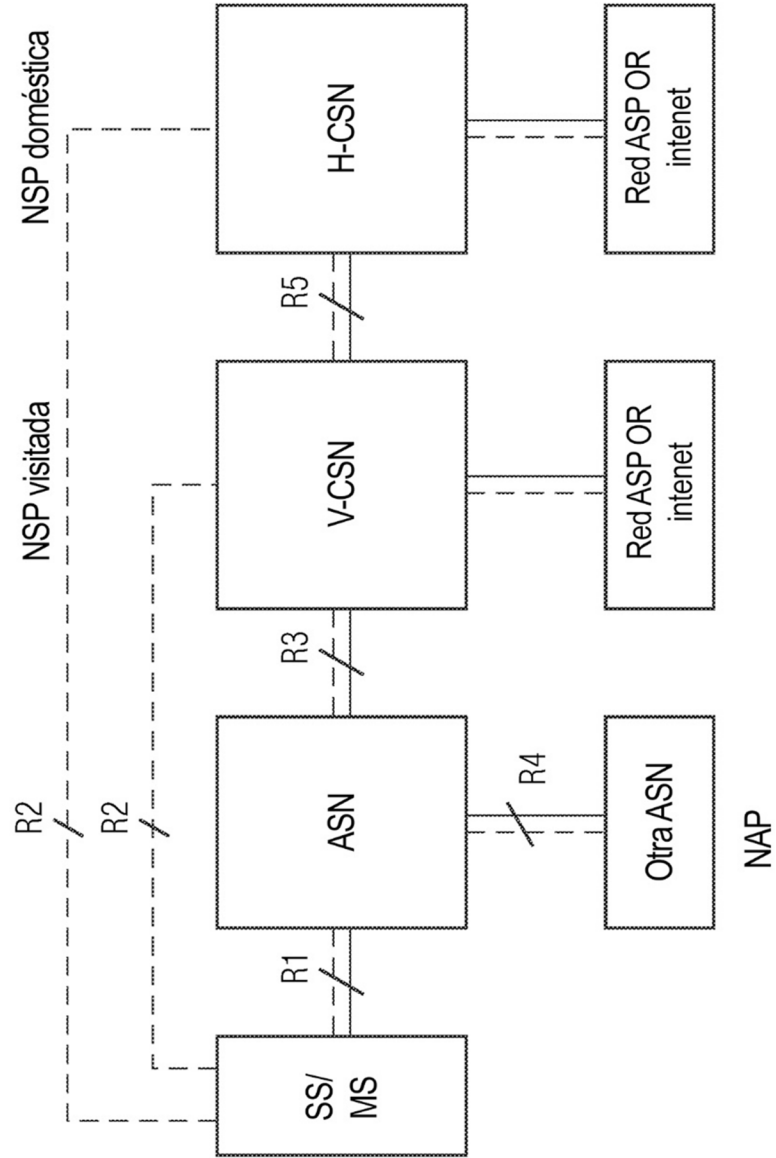 NSP visitada
NSP doméstica
R2
R2
SS/
MS
R1
ASN
R3
V-CSN
R5
H-CSN
R4
Otra ASN
Red ASP OR
intenet
Red ASP OR
intenet
NAP